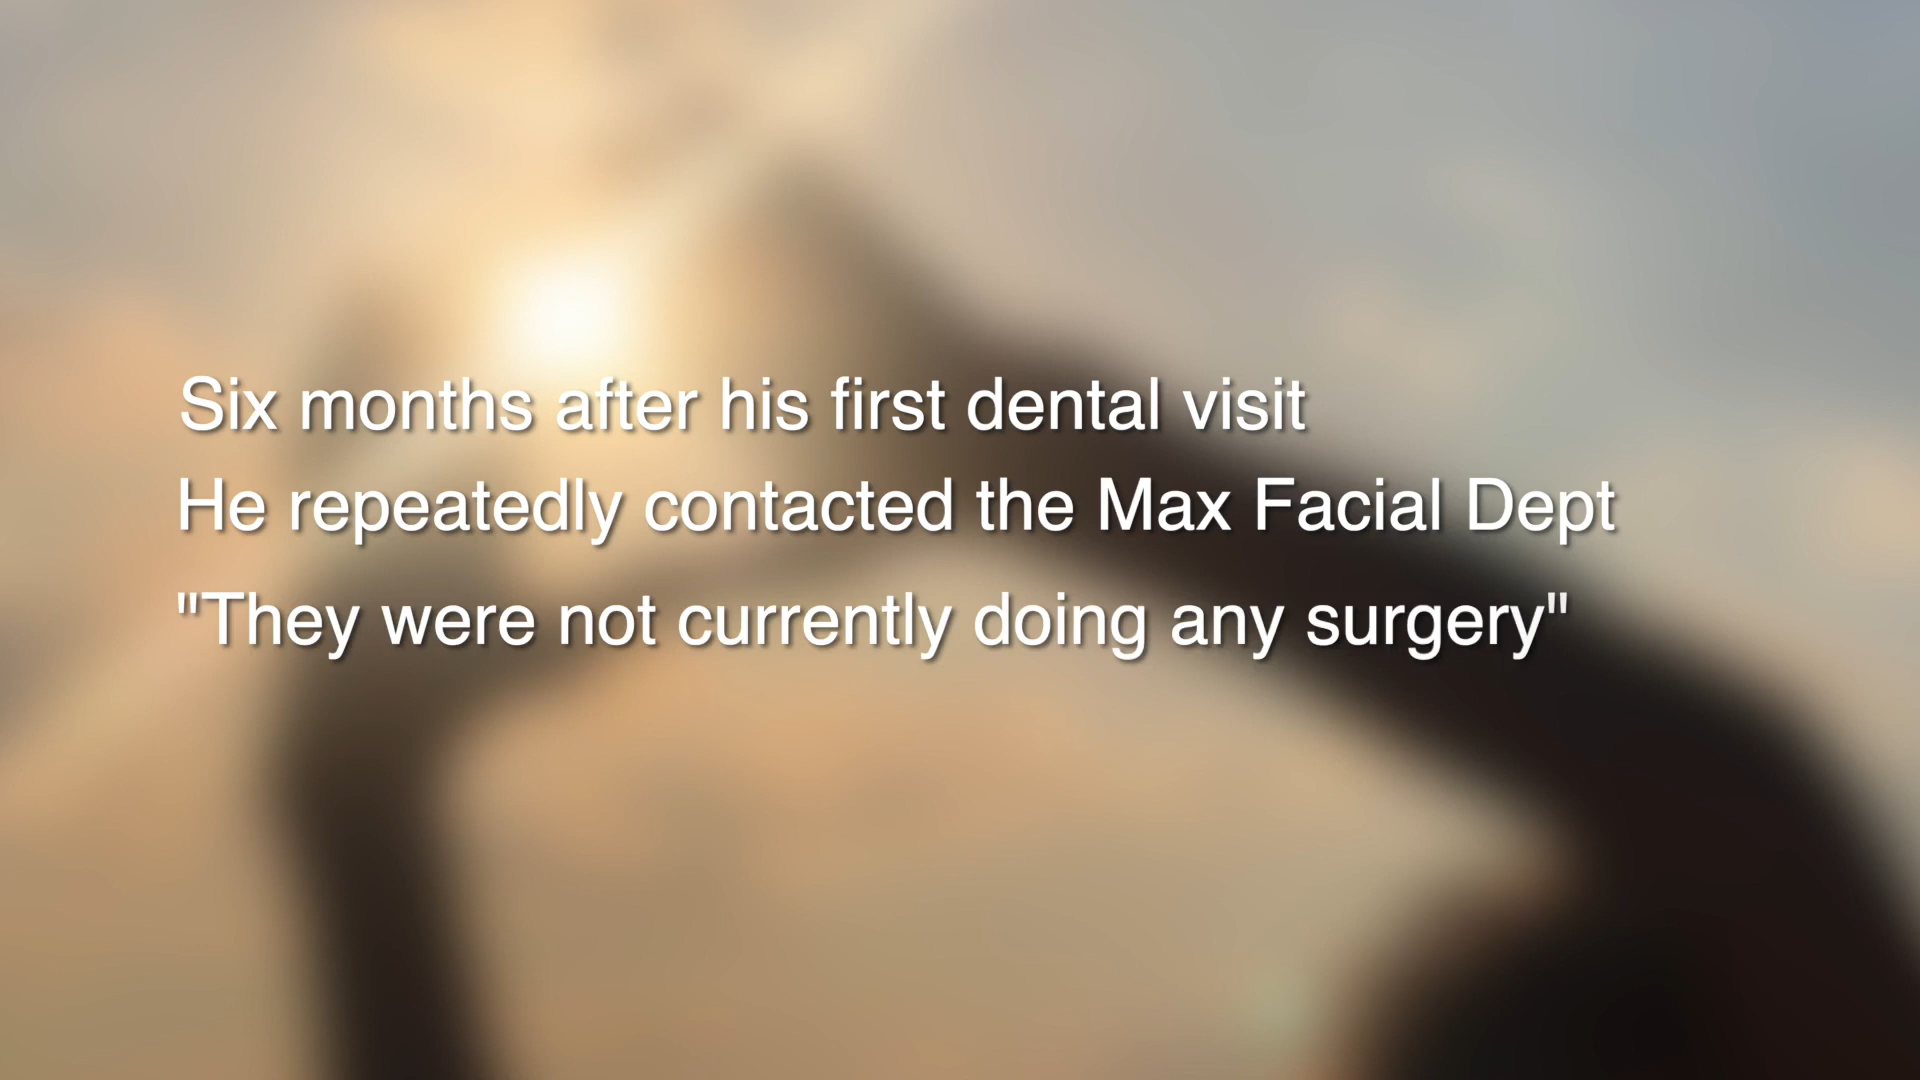 Six months after his first dental visit
He repeatedly contacted the Max Facial Dept
"They were not currently doing any surgery"